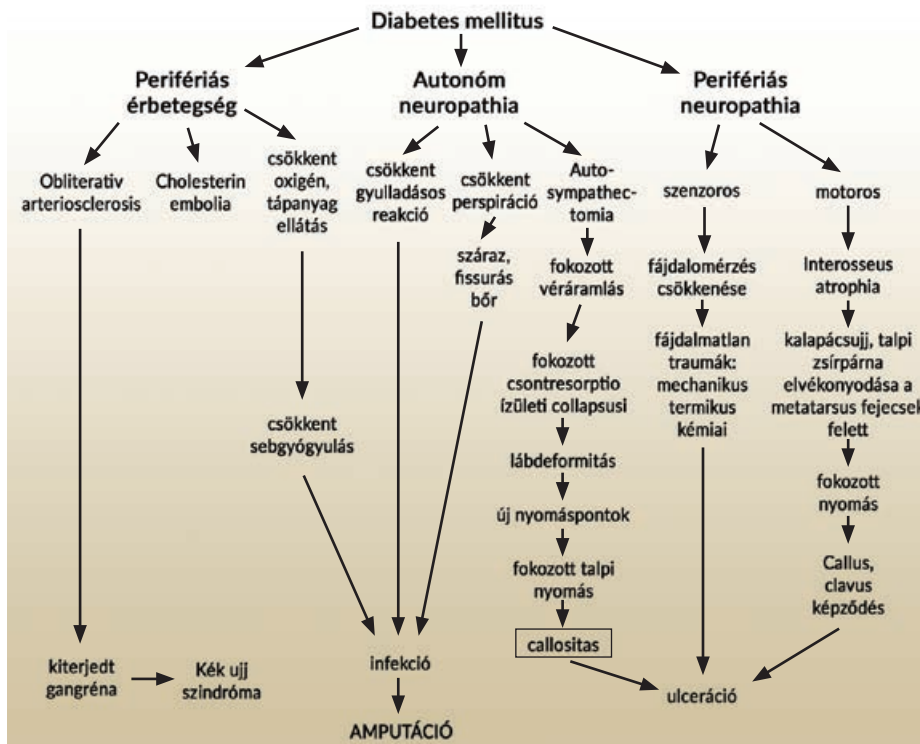 Diabetes mellitus
Perifériás
érbetegség
Autonóm
neuropathia
Perifériás
neuropathia
Obliterativ
arteriosclerosis
Cholesterin
embolia
csökkent
oxigén,
tápanyag
ellátás
csökkent
gyulladásos
reakció
csökkent
perspiráció
Auto-
sympathec-
tomia
szenzoros
motoros
száraz,
fissurás
bőr
fokozott
véráramlás
fájdalomérzés
csökkenése
Interosseus
atrophia
fokozott
csontresorptio
ízületi collapsusi
fájdalmatlan
traumák:
mechanikus
termikus
kémiai
kalapácsujj, talpi
zsírpárna
elvékonyodása a
metatarsus fejecsek
felett
csökkent
sebgyógyulás
lábdeformitás
új nyomáspontok
fokozott talpi
nyomás
callositas
fokozott
nyomás
Callus,
clavus
képződés
kiterjedt
gangréna
Kék ujj
szindróma
infekció
ulceráció
AMPUTÁCIÓ